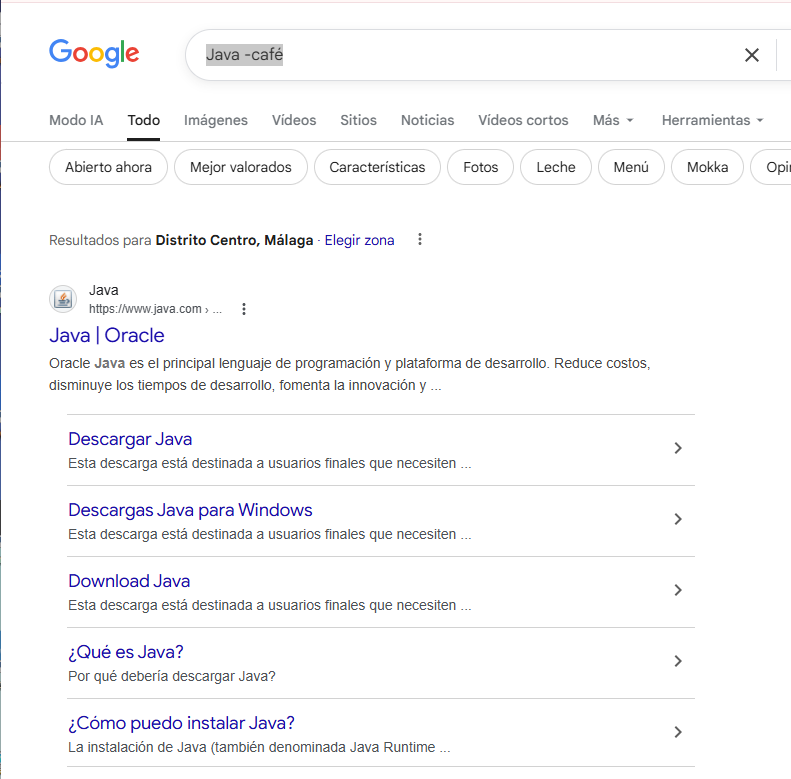 Google
Java -café
Modo IA Todo Imágenes Vídeos Sitios Noticias Vídeos cortos Más Herramientas
Abierto ahora Mejor valorados Características Fotos Leche Menú Mokka Opi
Resultados para Distrito Centro, Málaga · Elegir zona
Java
https://www.java.com › ...
Java | Oracle
Oracle Java es el principal lenguaje de programación y plataforma de desarrollo. Reduce costos,
disminuye los tiempos de desarrollo, fomenta la innovación y ...
Descargar Java
Esta descarga está destinada a usuarios finales que necesiten ...
Descargas Java para Windows
Esta descarga está destinada a usuarios finales que necesiten ...
Download Java
Esta descarga está destinada a usuarios finales que necesiten ...
¿Qué es Java?
Por qué debería descargar Java?
¿Cómo puedo instalar Java?
La instalación de Java (también denominada Java Runtime ...